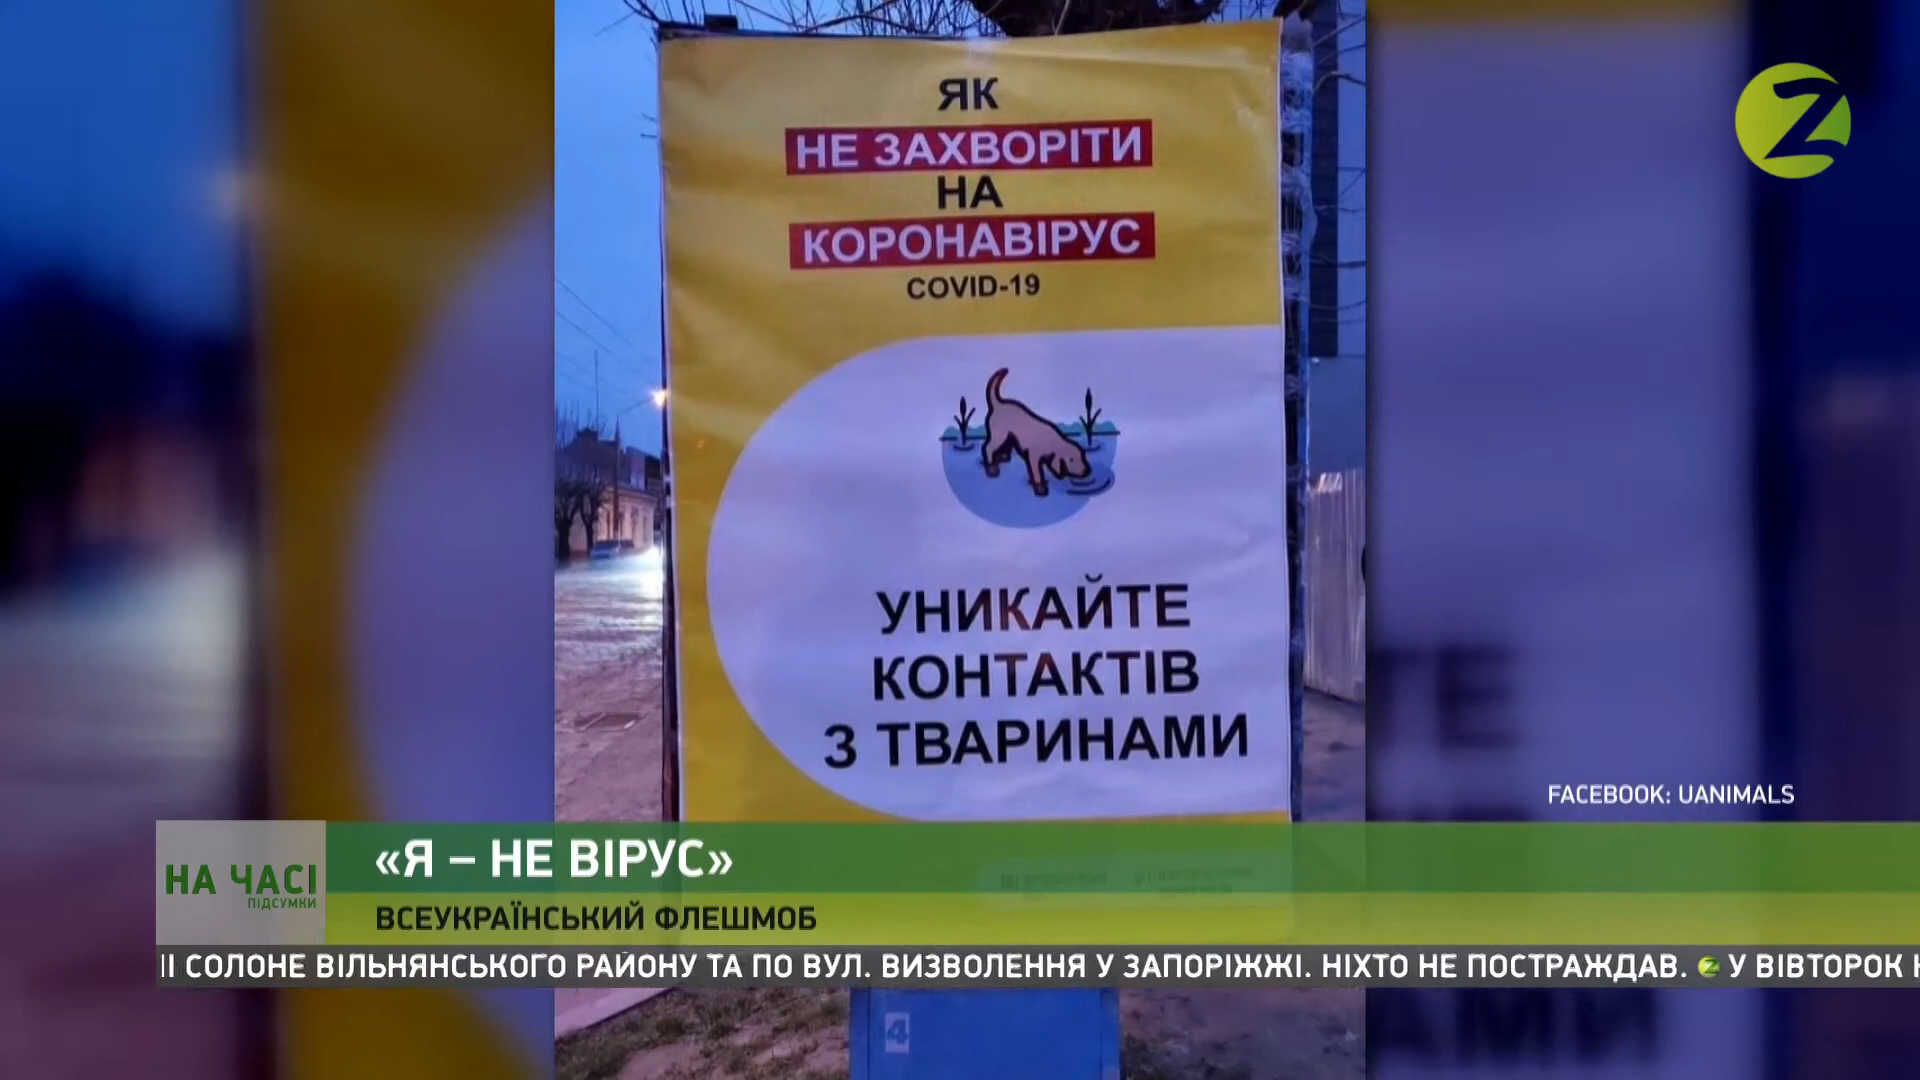 ЯК
НЕ ЗАХВОРІТИ
НА
КОРОНАВІРУС
COVID-19
УНИКАЙТЕ
КОНТАКТІВ
З ТВАРИНАМИ
FACEBOOK: UANIMALS
НА ЧАСІ
ПІДСУМКИ
«Я – НЕ ВІРУС»
ВСЕУКРАЇНСЬКИЙ ФЛЕШМОБ
СОЛОНЕ ВІЛЬНЯНСЬКОГО РАЙОНУ ТА ПО ВУЛ. ВИЗВОЛЕННЯ У ЗАПОРІЖЖІ. НІХТО НЕ ПОСТРАЖДАВ. У ВІВТОРОК
4